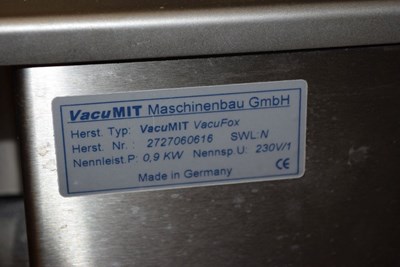 VacuMIT Maschinenbau GmbH
Herst. Typ: VacuMIT VacuFox
Herst. Nr.: 2727060616 SWL:N
Nennleist.P: 0,9 KW Nennsp.U: 230V/1
Made in Germany CE